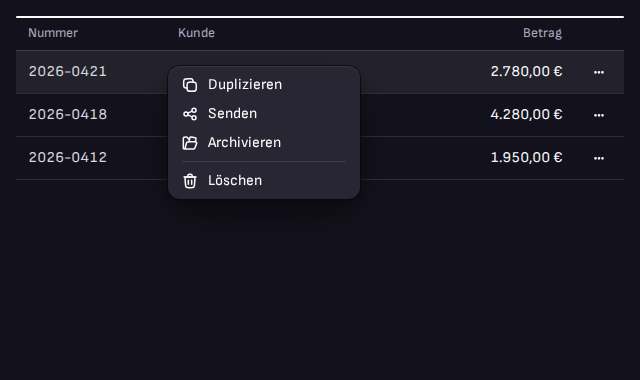 Nummer Kunde Betrag
2026-0421 2.780,00 €
Duplizieren
2026-0418 Senden 4.280,00 €
Archivieren
2026-0412 1.950,00 €
Löschen